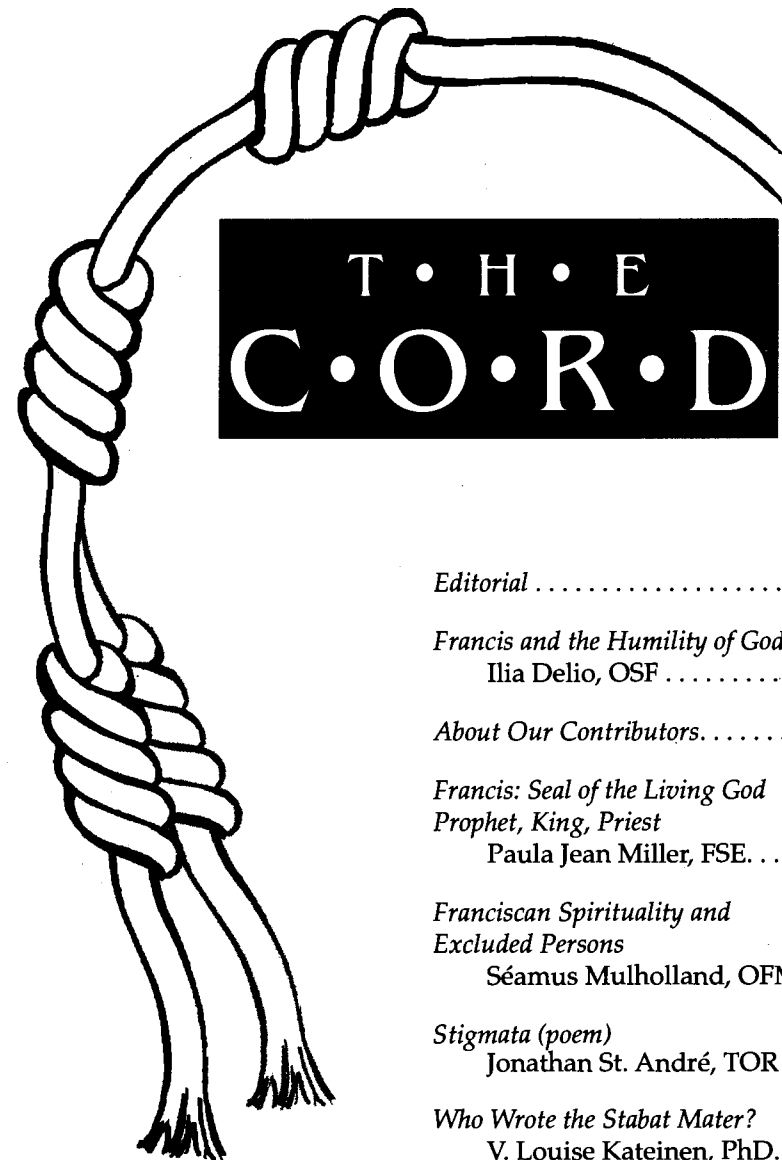 T • H • E
C • O • R • D
Editorial . . . . . . . . . . . . . . . . . . . . .
Francis and the Humility of God
Ilia Delio, OSF . . . . . . . . .
About Our Contributors. . . . . . .
Francis: Seal of the Living God
Prophet, King, Priest
Paula Jean Miller, FSE. . .
Franciscan Spirituality and
Excluded Persons
Séamus Mulholland, OFM
Stigmata (poem)
Jonathan St. André, TOR
Who Wrote the Stabat Mater?
V. Louise Kateinen, PhD.